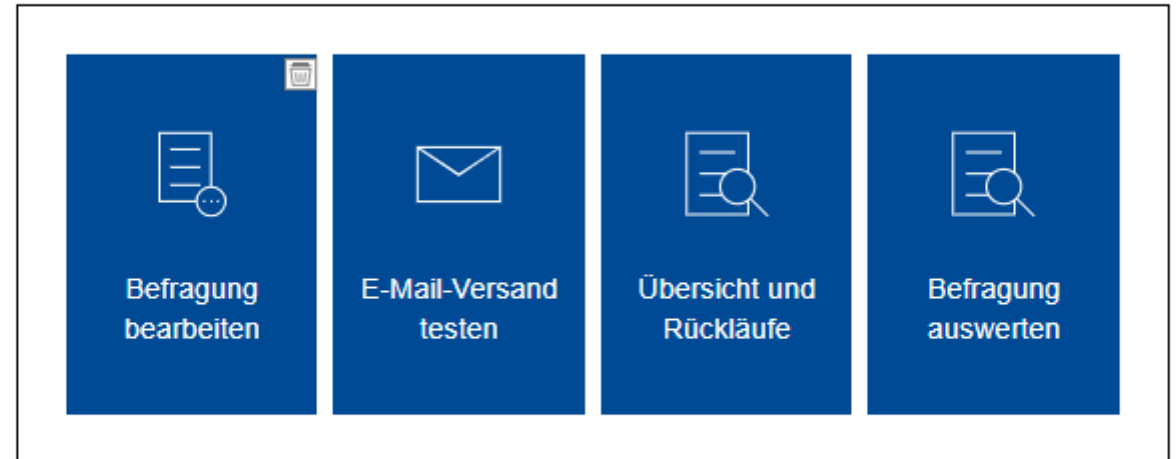 Befragung
bearbeiten
E-Mail-Versand
testen
Übersicht und
Rückläufe
Befragung
auswerten